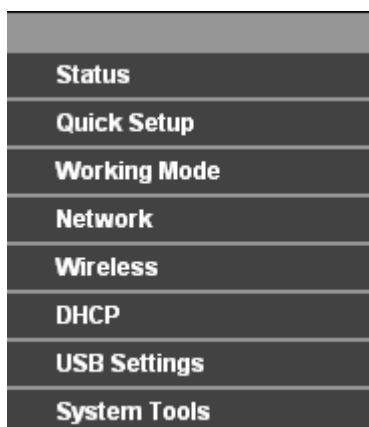 Status
Quick Setup
Working Mode
Network
Wireless
DHCP
USB Settings
System Tools